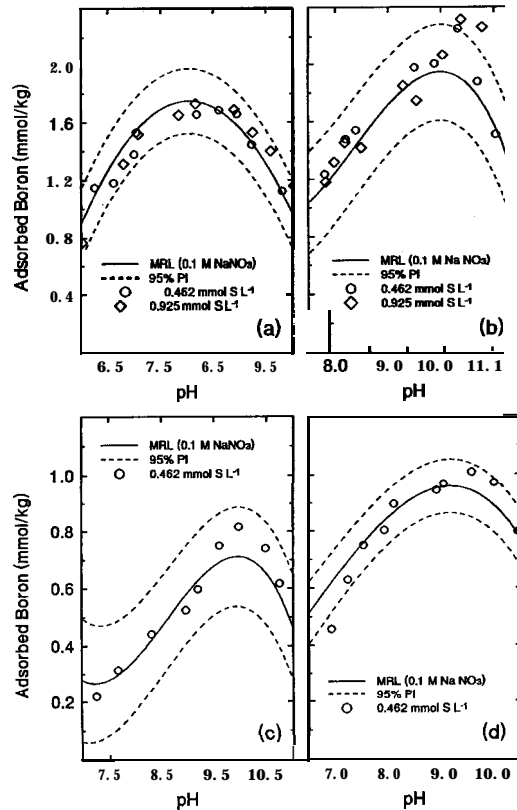 Adsorbed Boron (mmol/kg)
2.0
1.6
1.2
0.8
0.4
MRL (0.1 M NaNO₃)
95% PI
0.462 mmol S L⁻¹
0.925 mmol S L⁻¹
(a)
6.5 7.5 8.5 9.5
pH
MRL (0.1 M Na NO₃)
95% PI
0.462 mmol S L⁻¹
0.925 mmol S L⁻¹
(b)
8.0 9.0 10.0 11.1
pH
Adsorbed Boron (mmol/kg)
1.0
0.8
0.6
0.4
0.2
MRL (0.1 M NaNO₃)
95% PI
0.462 mmol S L⁻¹
(c)
7.5 8.5 9.5 10.5
pH
MRL (0.1 M Na NO₃)
95% PI
0.462 mmol S L⁻¹
(d)
7.0 8.0 9.0 10.0
pH